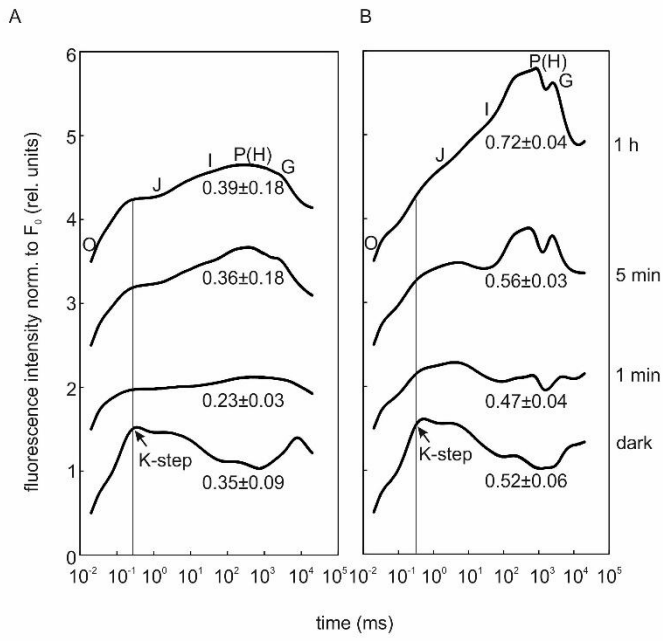 A
B
fluorescence intensity norm. to F0 (rel. units)
6
5
4
3
2
1
0
O
J
I
P(H)
G
0.39±0.18
0.36±0.18
0.23±0.03
K-step
0.35±0.09
O
J
I
P(H)
G
0.72±0.04
0.56±0.03
0.47±0.04
K-step
0.52±0.06
1 h
5 min
1 min
dark
10-2 10-1 100 101 102 103 104 105 10-2 10-1 100 101 102 103 104 105
time (ms)